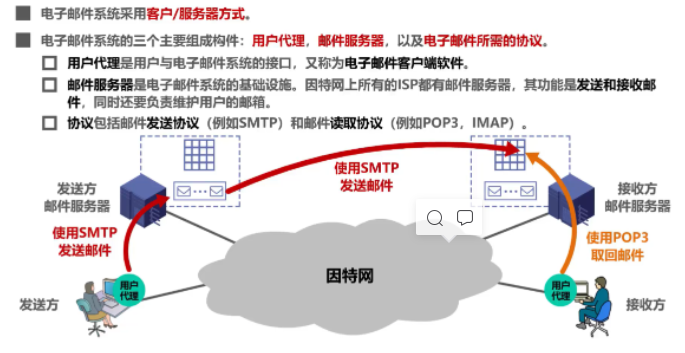 电子邮件系统采用客户/服务器方式。
电子邮件系统的三个主要组成构件：用户代理，邮件服务器，以及电子邮件所需的协议。
用户代理是用户与电子邮件系统的接口，又称为电子邮件客户端软件。
邮件服务器是电子邮件系统的基础设施。因特网上所有的ISP都有邮件服务器，其功能是发送和接收邮
件，同时还要负责维护用户的邮箱。
协议包括邮件发送协议（例如SMTP）和邮件读取协议（例如POP3，IMAP）。
使用SMTP
发送邮件
发送方
邮件服务器
接收方
邮件服务器
使用SMTP
发送邮件
使用POP3
取回邮件
因特网
用户
代理
用户
代理
发送方
接收方